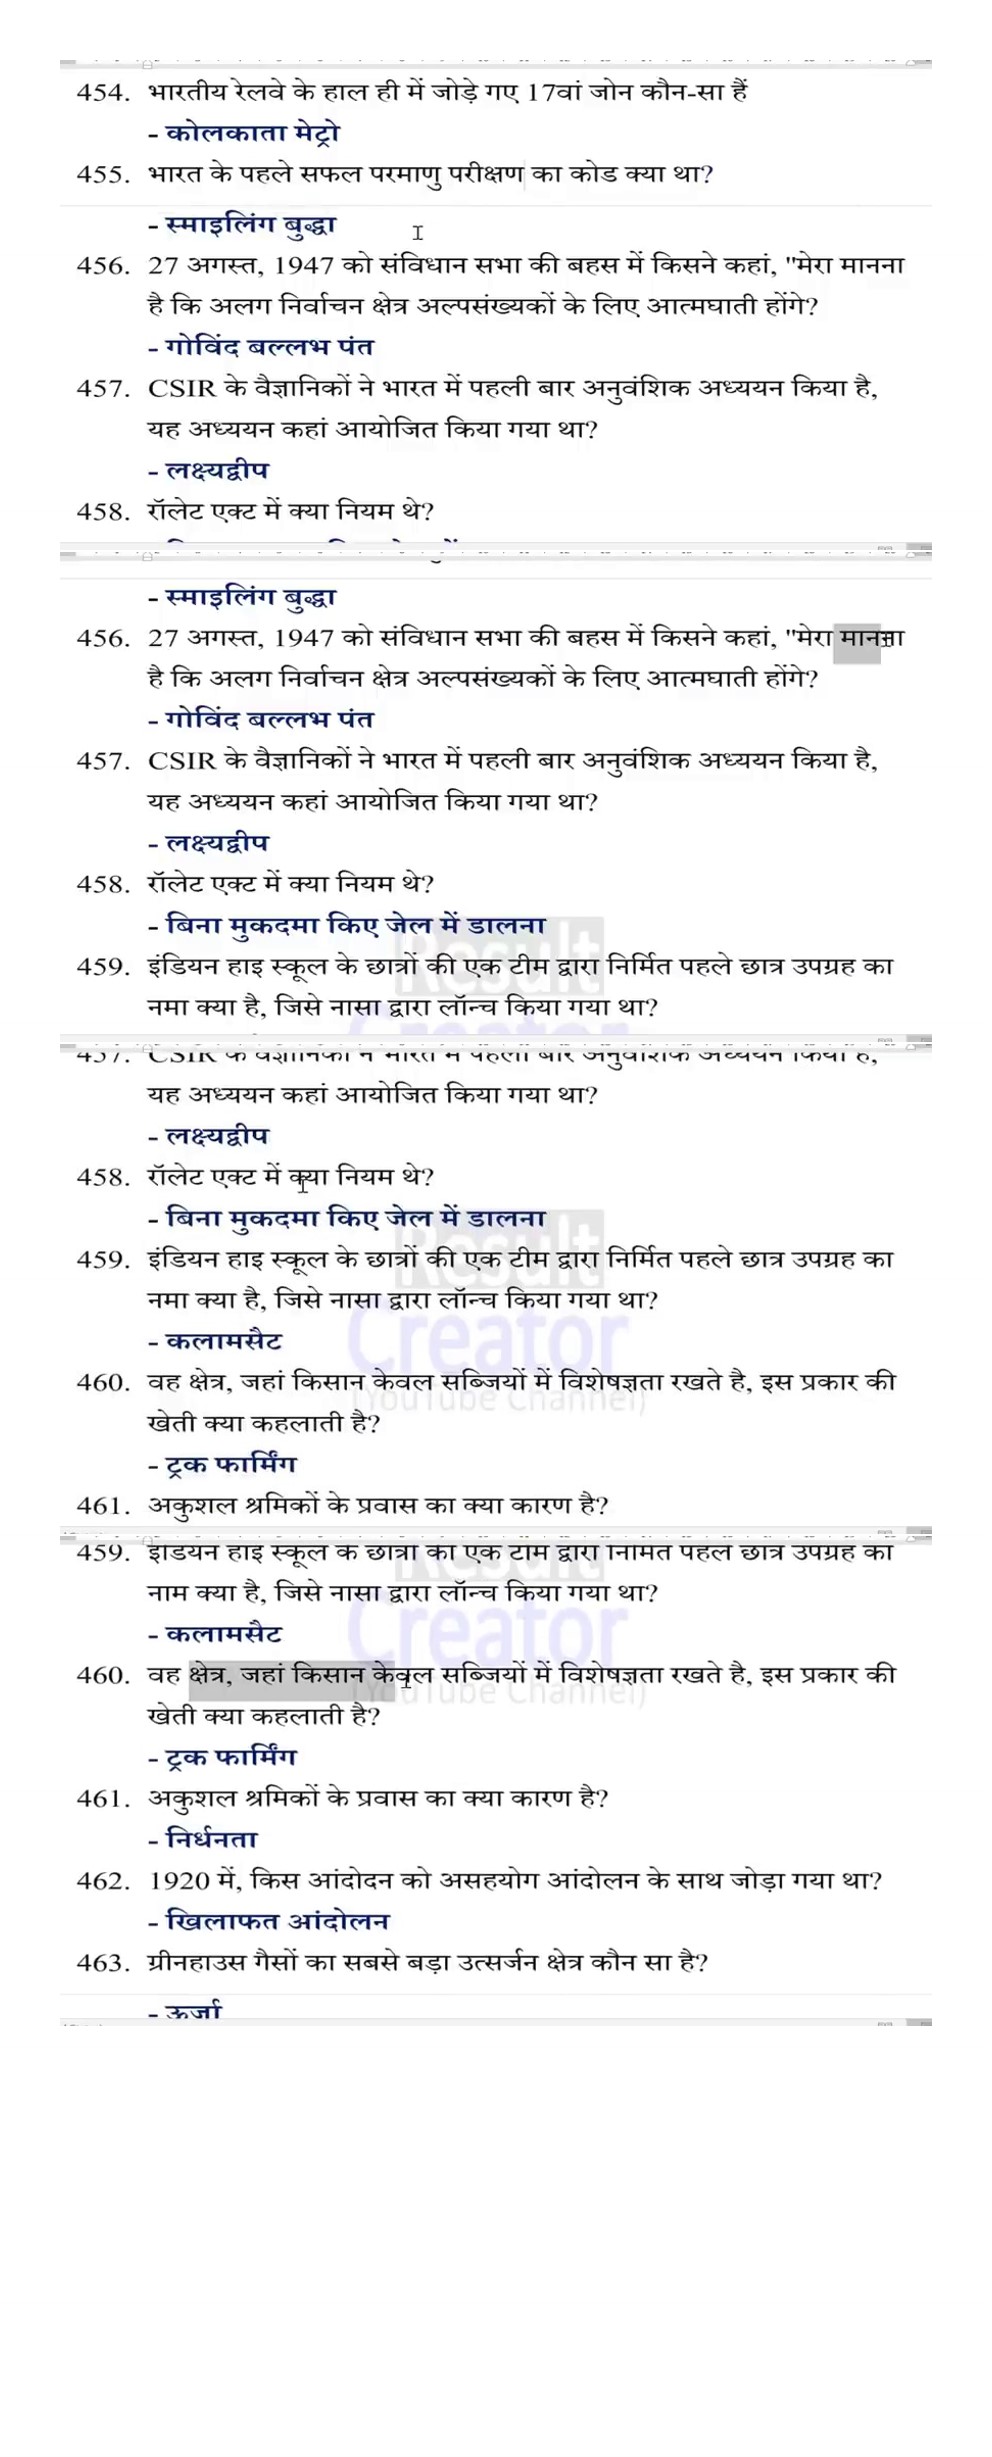 454. भारतीय रेलवे के हाल ही में जोड़े गए 17वां जोन कौन-सा हैं
- कोलकाता मेट्रो
455. भारत के पहले सफल परमाणु परीक्षण का कोड क्या था?
- स्माइलिंग बुद्धा
456. 27 अगस्त, 1947 को संविधान सभा की बहस में किसने कहां, "मेरा मानना
है कि अलग निर्वाचन क्षेत्र अल्पसंख्यकों के लिए आत्मघाती होंगे?
- गोविंद बल्लभ पंत
457. CSIR के वैज्ञानिकों ने भारत में पहली बार अनुवंशिक अध्ययन किया है,
यह अध्ययन कहां आयोजित किया गया था?
- लक्ष्यद्वीप
458. रॉलेट एक्ट में क्या नियम थे?
- स्माइलिंग बुद्धा
456. 27 अगस्त, 1947 को संविधान सभा की बहस में किसने कहां, "मेरा मानना
है कि अलग निर्वाचन क्षेत्र अल्पसंख्यकों के लिए आत्मघाती होंगे?
- गोविंद बल्लभ पंत
457. CSIR के वैज्ञानिकों ने भारत में पहली बार अनुवंशिक अध्ययन किया है,
यह अध्ययन कहां आयोजित किया गया था?
- लक्ष्यद्वीप
458. रॉलेट एक्ट में क्या नियम थे?
- बिना मुकदमा किए जेल में डालना
Result
459. इंडियन हाइ स्कूल के छात्रों की एक टीम द्वारा निर्मित पहले छात्र उपग्रह का
नमा क्या है, जिसे नासा द्वारा लॉन्च किया गया था?
457. CSIR के वैज्ञानिकों ने भारत में पहली बार अनुवांशिक अध्ययन किया है,
यह अध्ययन कहां आयोजित किया गया था?
- लक्ष्यद्वीप
458. रॉलेट एक्ट में क्या नियम थे?
- बिना मुकदमा किए जेल में डालना
Result
459. इंडियन हाइ स्कूल के छात्रों की एक टीम द्वारा निर्मित पहले छात्र उपग्रह का
नमा क्या है, जिसे नासा द्वारा लॉन्च किया गया था?
Creator
- कलामसैट
460. वह क्षेत्र, जहां किसान केवल सब्जियों में विशेषज्ञता रखते है, इस प्रकार की
(YouTube Channel)
खेती क्या कहलाती है?
- ट्रक फार्मिंग
461. अकुशल श्रमिकों के प्रवास का क्या कारण है?
459. इंडियन हाइ स्कूल के छात्रों की एक टीम द्वारा निर्मित पहले छात्र उपग्रह का
नाम क्या है, जिसे नासा द्वारा लॉन्च किया गया था?
Creator
- कलामसैट
460. वह क्षेत्र, जहां किसान केवल सब्जियों में विशेषज्ञता रखते है, इस प्रकार की
(YouTube Channel)
खेती क्या कहलाती है?
- ट्रक फार्मिंग
461. अकुशल श्रमिकों के प्रवास का क्या कारण है?
- निर्धनता
462. 1920 में, किस आंदोदन को असहयोग आंदोलन के साथ जोड़ा गया था?
- खिलाफत आंदोलन
463. ग्रीनहाउस गैसों का सबसे बड़ा उत्सर्जन क्षेत्र कौन सा है?
- ऊर्जा